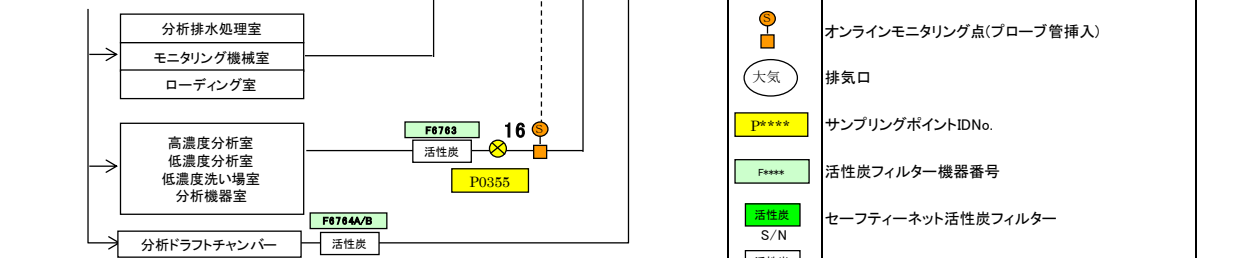 分析排水処理室
モニタリング機械室
ローディング室
高濃度分析室
低濃度分析室
低濃度洗い場室
分析機器室
F6763
活性炭
16
S
P0355
分析ドラフトチャンバー
F6764A/B
活性炭
S
オンラインモニタリング点(プローブ管挿入)
大気
排気口
P****
サンプリングポイントIDNo.
F****
活性炭フィルター機器番号
活性炭
S/N
セーフティーネット活性炭フィルター